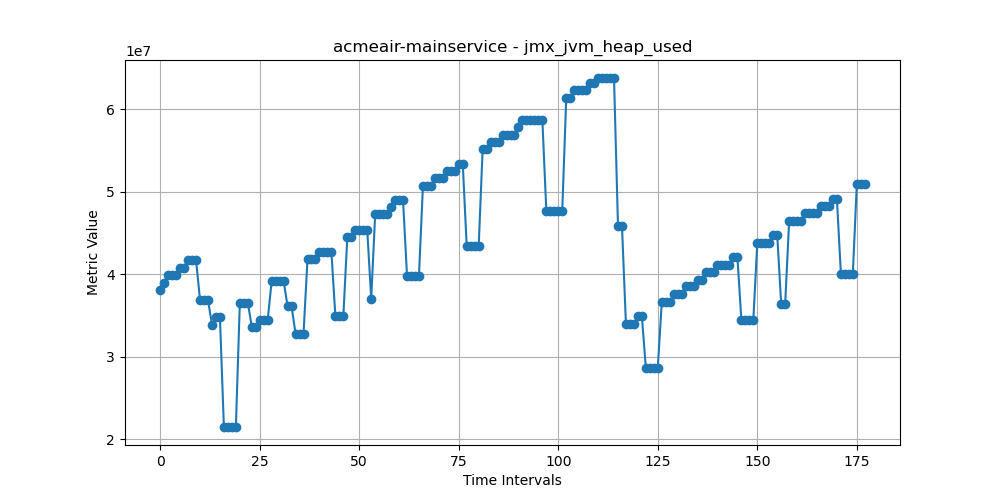 acmeair-mainservice - jmx_jvm_heap_used
1e7
6
5
4
3
2
Metric Value
0 25 50 75 100 125 150 175
Time Intervals